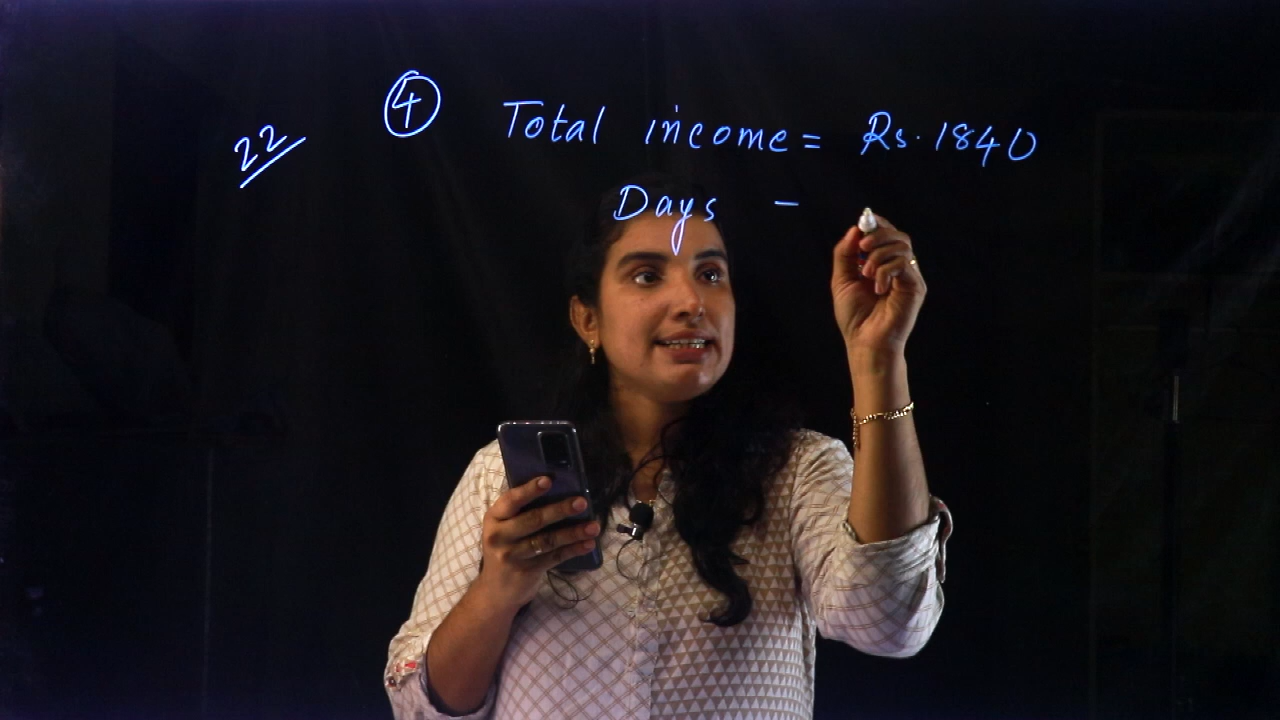 22
④ Total income = Rs. 1840
Days -